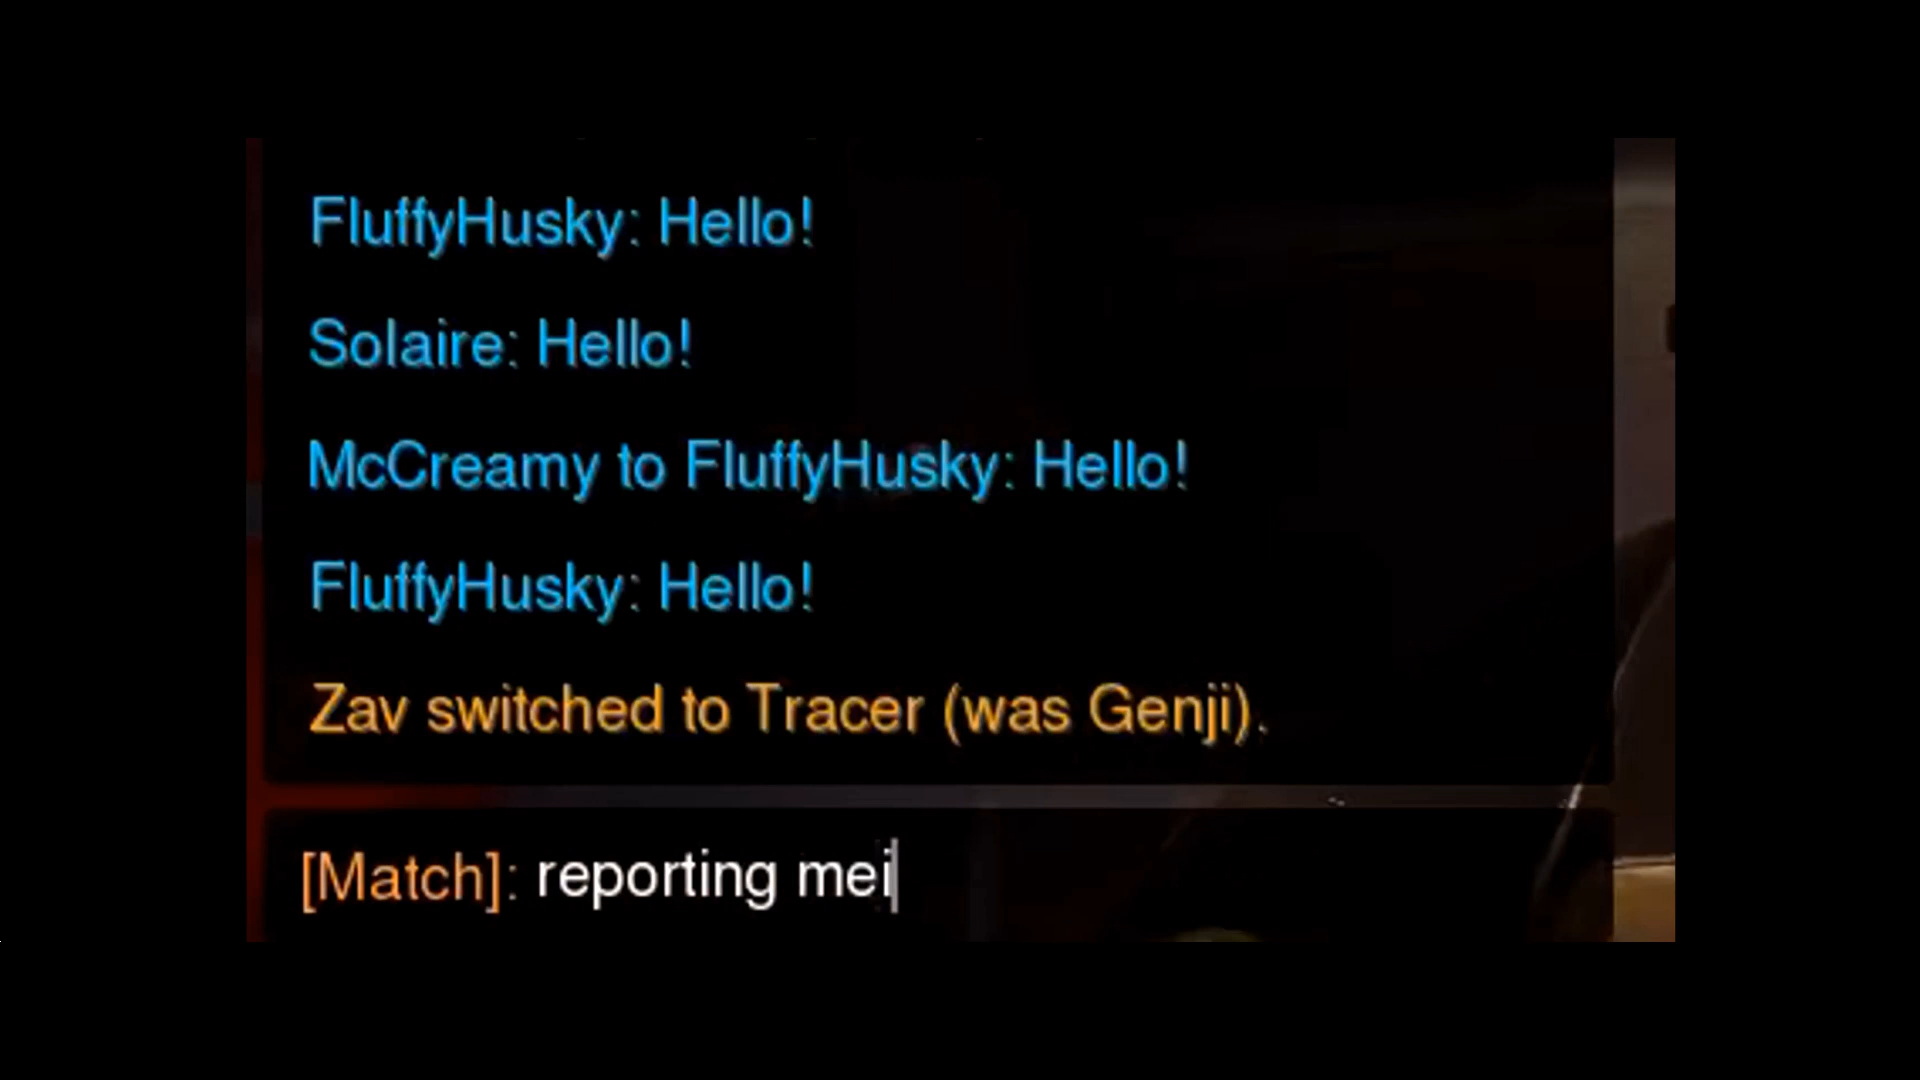 FluffyHusky: Hello!
Solaire: Hello!
McCreamy to FluffyHusky: Hello!
FluffyHusky: Hello!
Zav switched to Tracer (was Genji).
[Match]: reporting mei